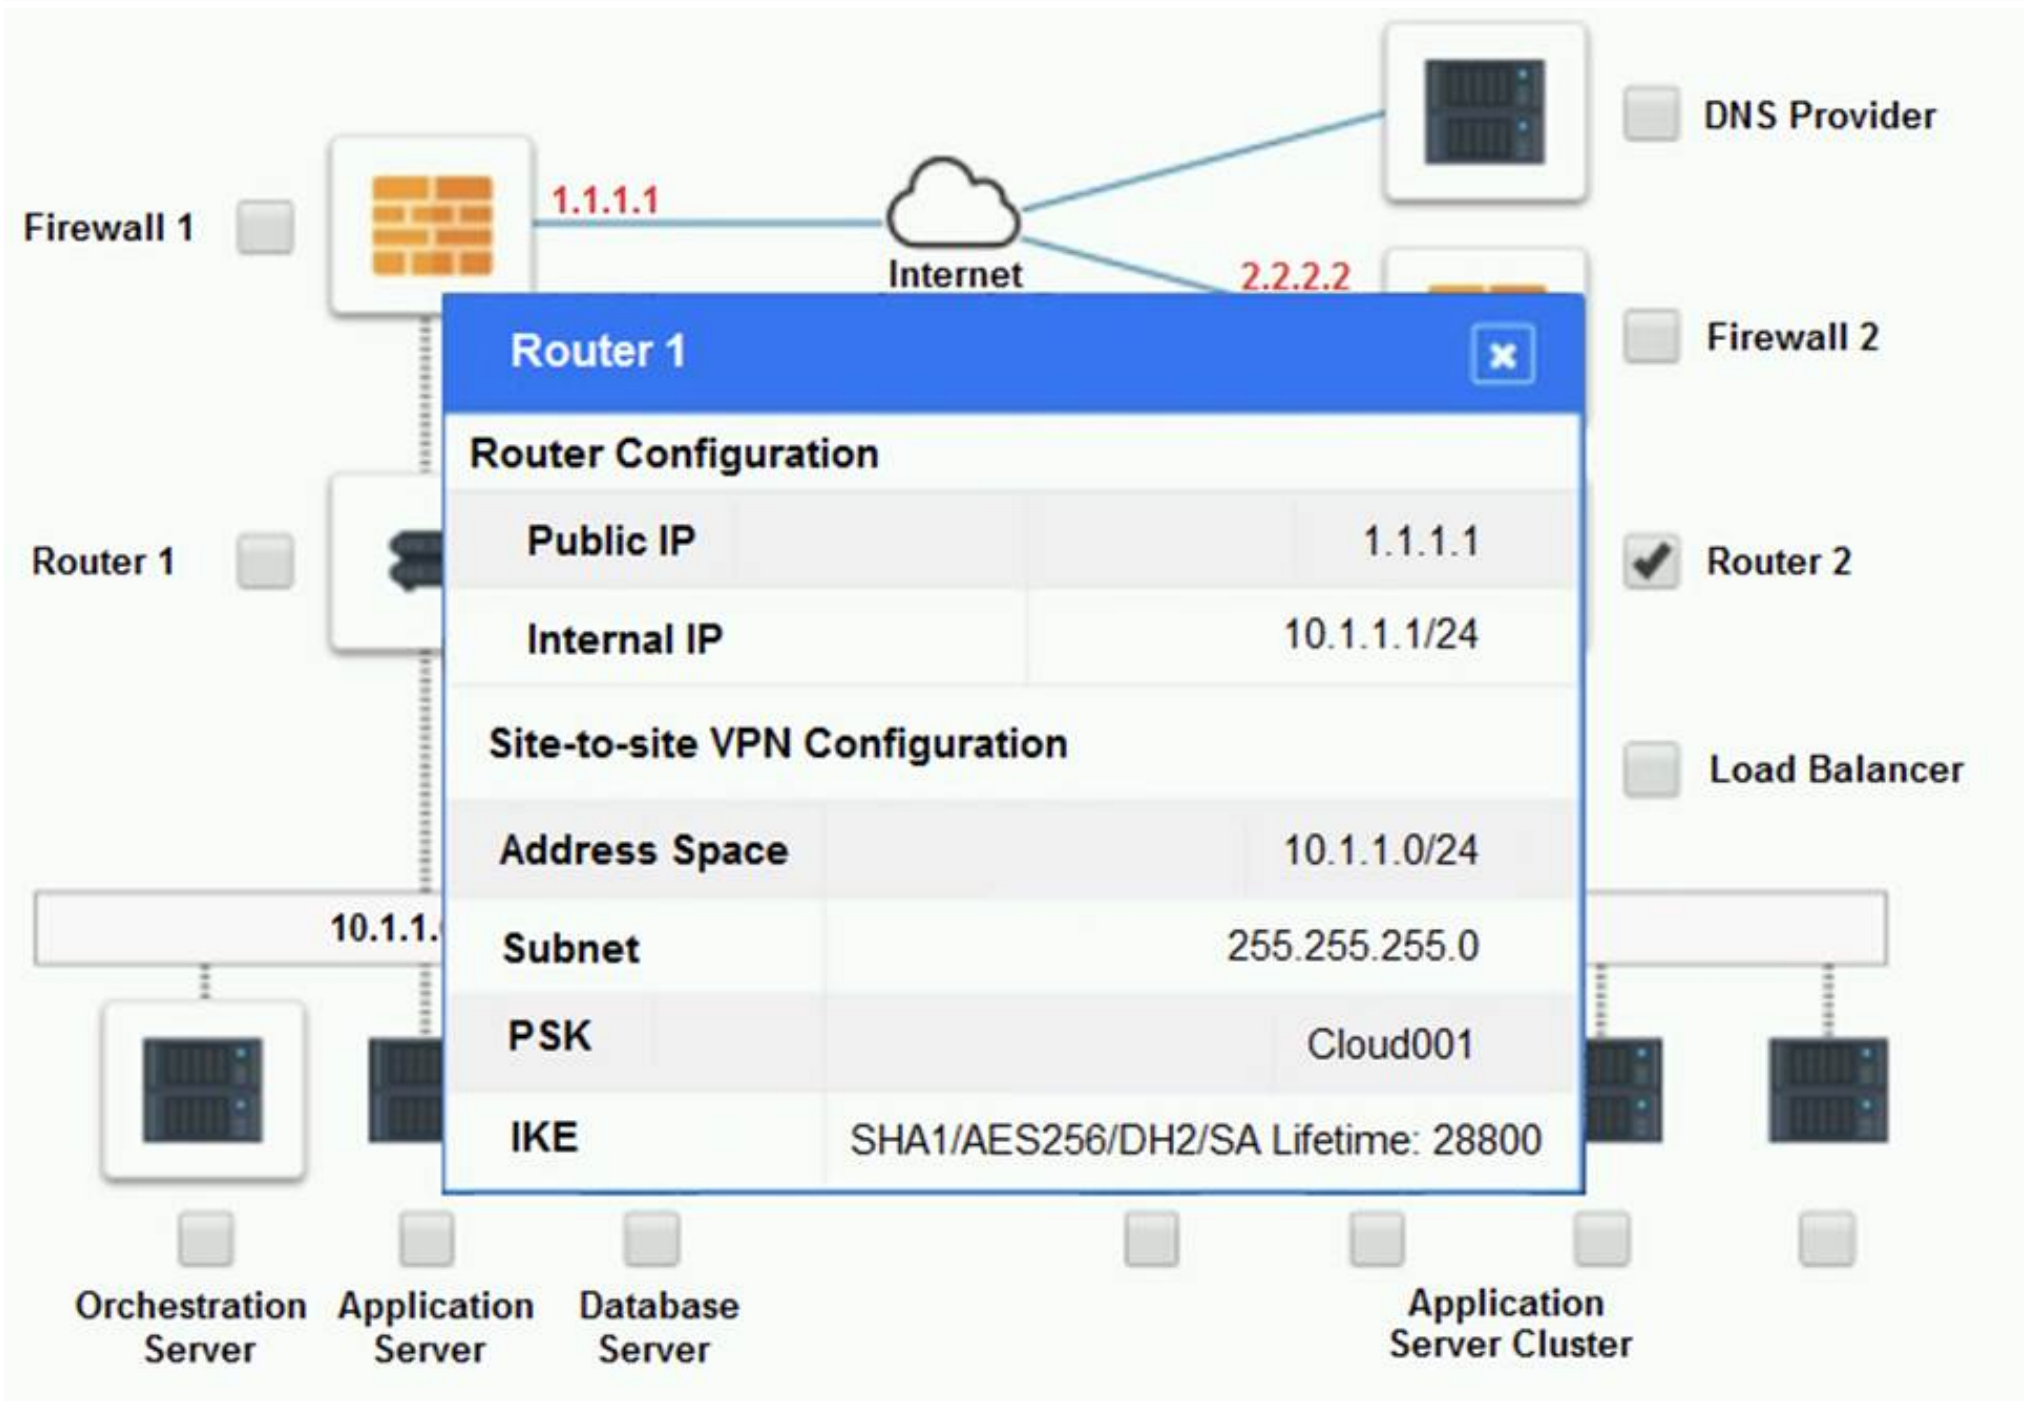 DNS Provider
Firewall 1
1.1.1.1
Internet
2.2.2.2
Firewall 2
Router 1
Router Configuration
Public IP 1.1.1.1
Internal IP 10.1.1.1/24
Site-to-site VPN Configuration
Address Space 10.1.1.0/24
Subnet 255.255.255.0
PSK Cloud001
IKE SHA1/AES256/DH2/SA Lifetime: 28800
Router 1
Router 2
Load Balancer
10.1.1.
Orchestration
Server
Application
Server
Database
Server
Application
Server Cluster